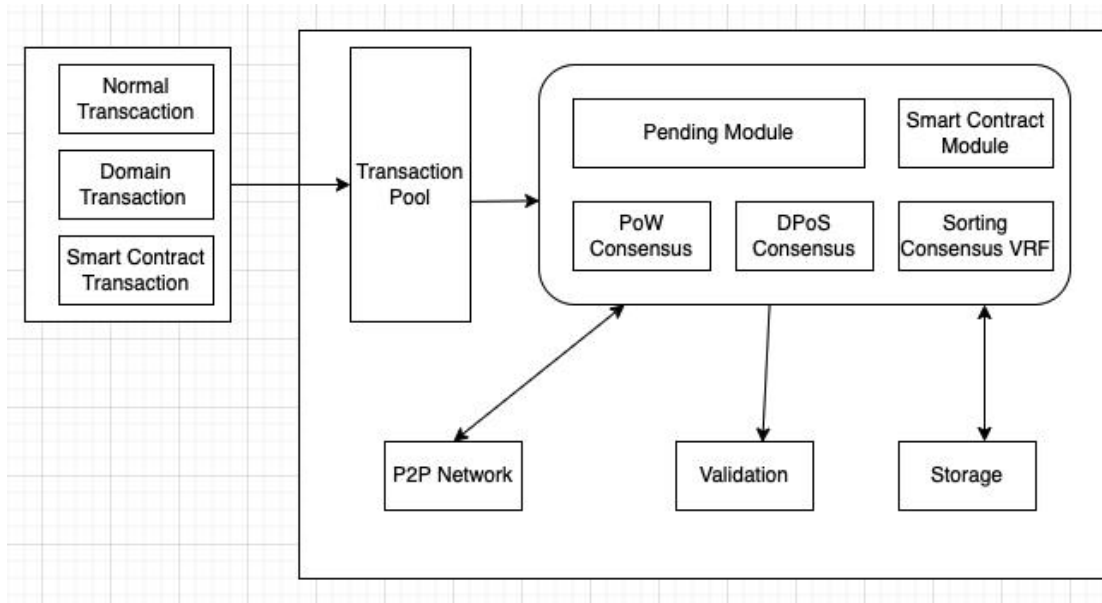 Normal
Transcaction
Domain
Transaction
Smart Contract
Transaction
Transaction
Pool
Pending Module
Smart Contract
Module
PoW
Consensus
DPoS
Consensus
Sorting
Consensus VRF
P2P Network
Validation
Storage